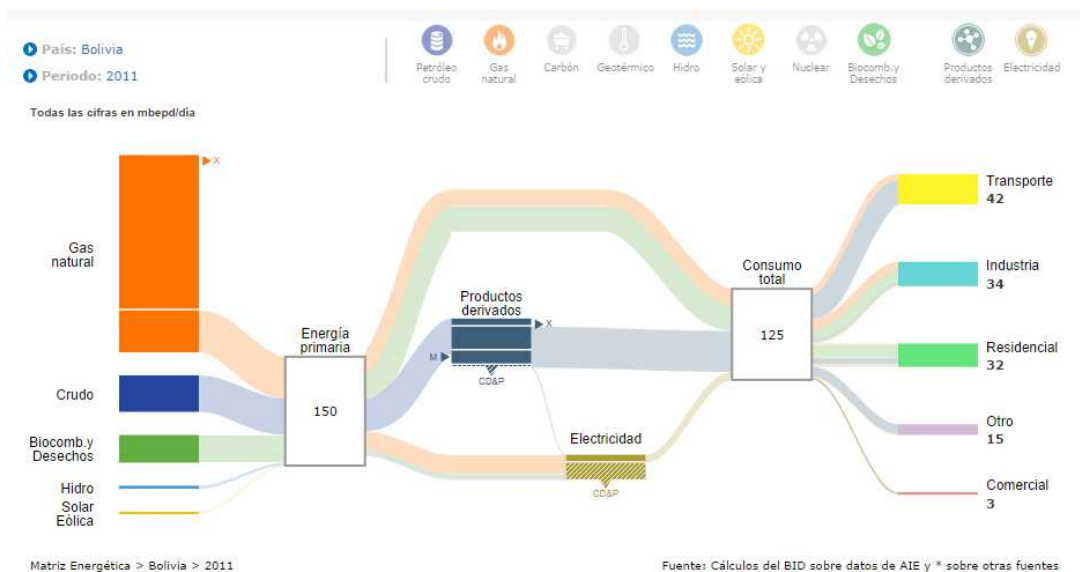 País: Bolivia
Periodo: 2011
Petróleo
crudo
Gas
natural
Carbón
Geotérmico
Hidro
Solar y
eólica
Nuclear
Biocomb.y
Desechos
Productos
derivados
Electricidad
Todas las cifras en mbepd/día
X
Gas
natural
Crudo
Biocomb.y
Desechos
Hidro
Solar
Eólica
Energía
primaria
150
Productos
derivados
X
M
CD&P
Electricidad
CD&P
Consumo
total
125
Transporte
42
Industria
34
Residencial
32
Otro
15
Comercial
3
Matriz Energética > Bolivia > 2011
Fuente: Cálculos del BID sobre datos de AIE y * sobre otras fuentes